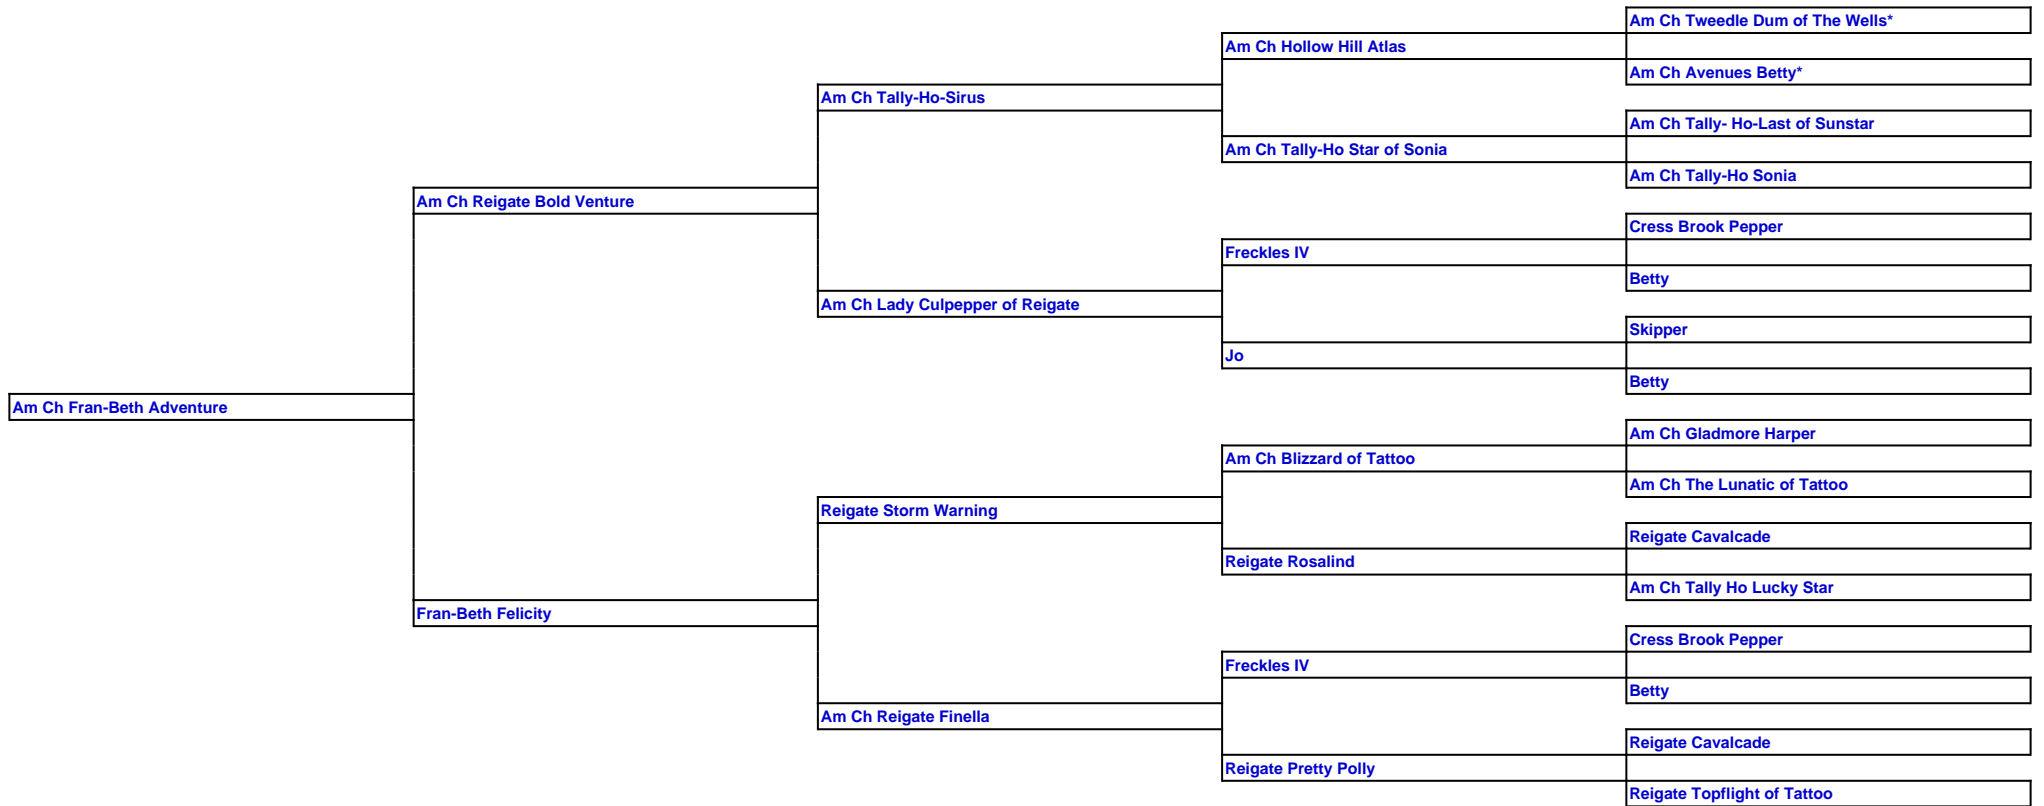 Am Ch Tweedle Dum of The Wells*
Am Ch Hollow Hill Atlas
Am Ch Avenues Betty*
Am Ch Tally-Ho-Sirus
Am Ch Tally- Ho-Last of Sunstar
Am Ch Tally-Ho Star of Sonia
Am Ch Tally-Ho Sonia
Am Ch Reigate Bold Venture
Cress Brook Pepper
Freckles IV
Betty
Am Ch Lady Culpepper of Reigate
Skipper
Jo
Betty
Am Ch Fran-Beth Adventure
Am Ch Gladmore Harper
Am Ch Blizzard of Tattoo
Am Ch The Lunatic of Tattoo
Reigate Storm Warning
Reigate Cavalcade
Reigate Rosalind
Am Ch Tally Ho Lucky Star
Fran-Beth Felicity
Cress Brook Pepper
Freckles IV
Betty
Am Ch Reigate Finella
Reigate Cavalcade
Reigate Pretty Polly
Reigate Topflight of Tattoo